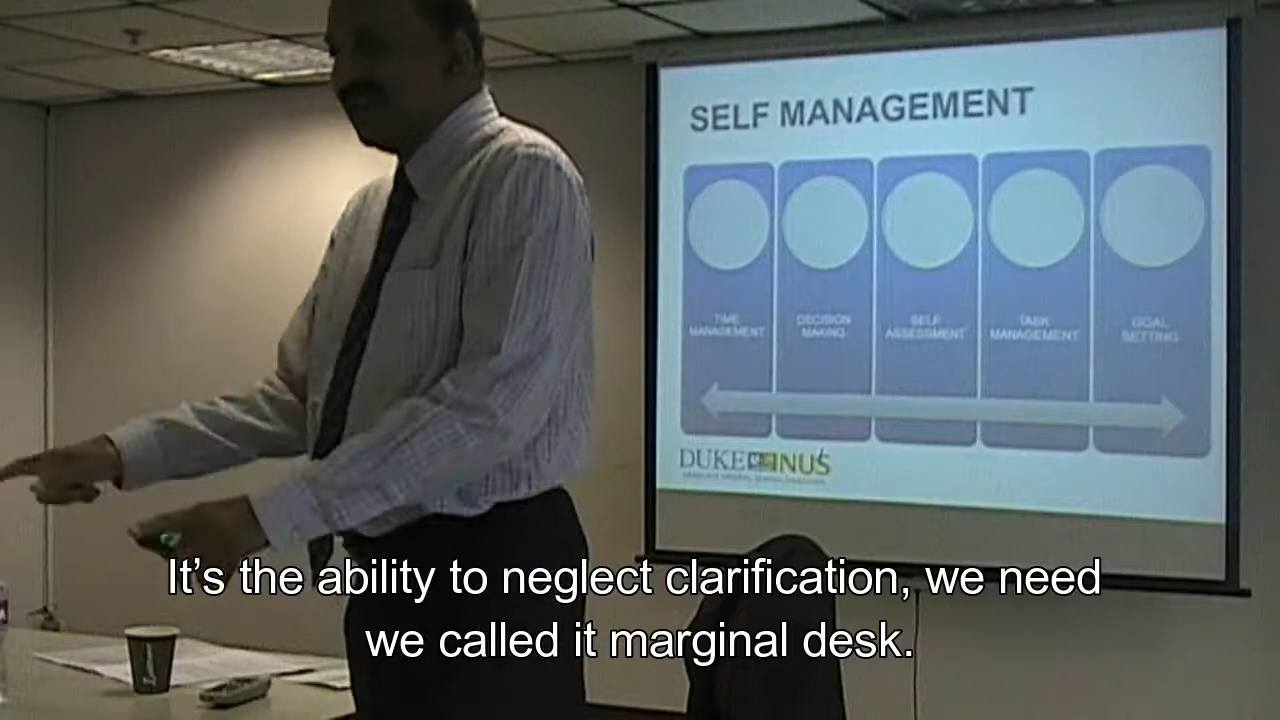 SELF MANAGEMENT
TIME
MANAGEMENT
DECISION
MAKING
SELF
ASSESSMENT
TASK
MANAGEMENT
GOAL
SETTING
DUKE NUS
It’s the ability to neglect clarification, we need
we called it marginal desk.